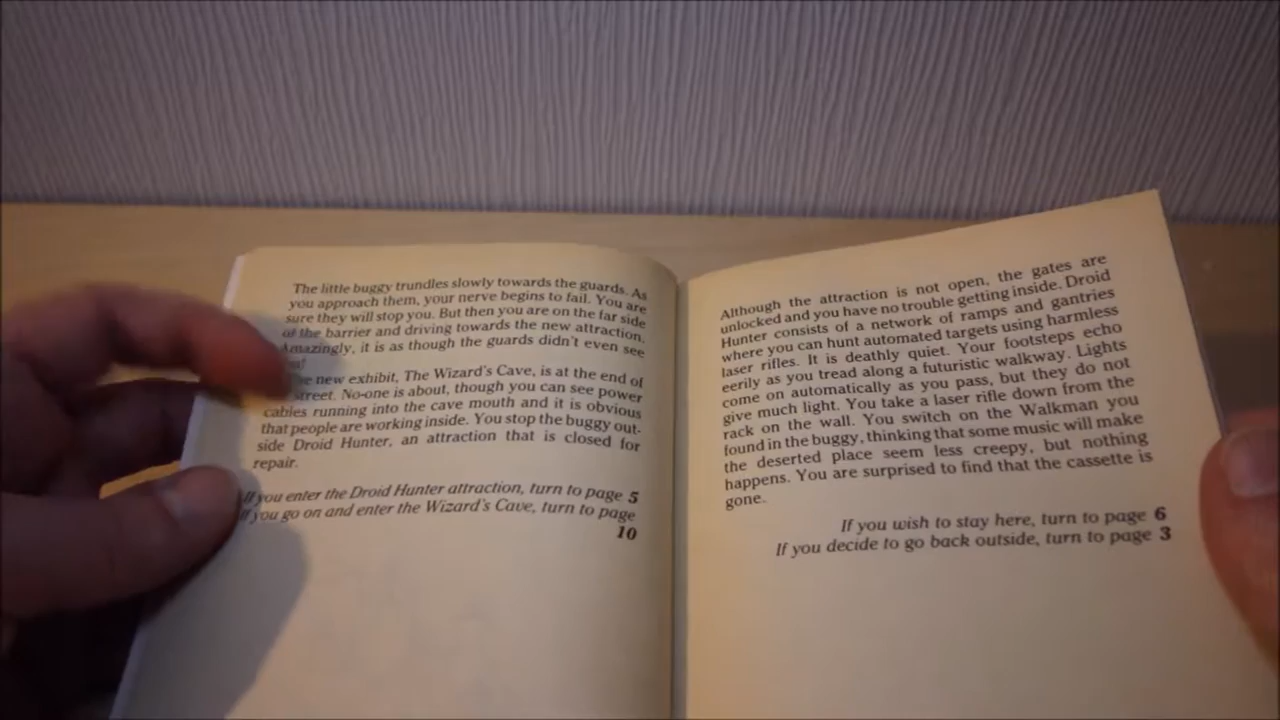 The little buggy trundles slowly towards the guards. As
you approach them, your nerve begins to fail. You are
sure they will stop you. But then you are on the far side
of the barrier and driving towards the new attraction.
Amazingly, it is as though the guards didn't even see
new exhibit, The Wizard's Cave, is at the end of
street. No-one is about, though you can see power
cables running into the cave mouth and it is obvious
that people are working inside. You stop the buggy out-
side Droid Hunter, an attraction that is closed for
repair.
If you enter the Droid Hunter attraction, turn to page 5
If you go on and enter the Wizard's Cave, turn to page
10
Although the attraction is not open, the gates are
unlocked and you have no trouble getting inside. Droid
Hunter consists of a network of ramps and gantries
where you can hunt automated targets using harmless
laser rifles. It is deathly quiet. Your footsteps echo
eerily as you tread along a futuristic walkway. Lights
come on automatically as you pass, but they do not
give much light. You take a laser rifle down from the
rack on the wall. You switch on the Walkman you
found in the buggy, thinking that some music will make
the deserted place seem less creepy, but nothing
happens. You are surprised to find that the cassette is
gone.
If you wish to stay here, turn to page 6
If you decide to go back outside, turn to page 3